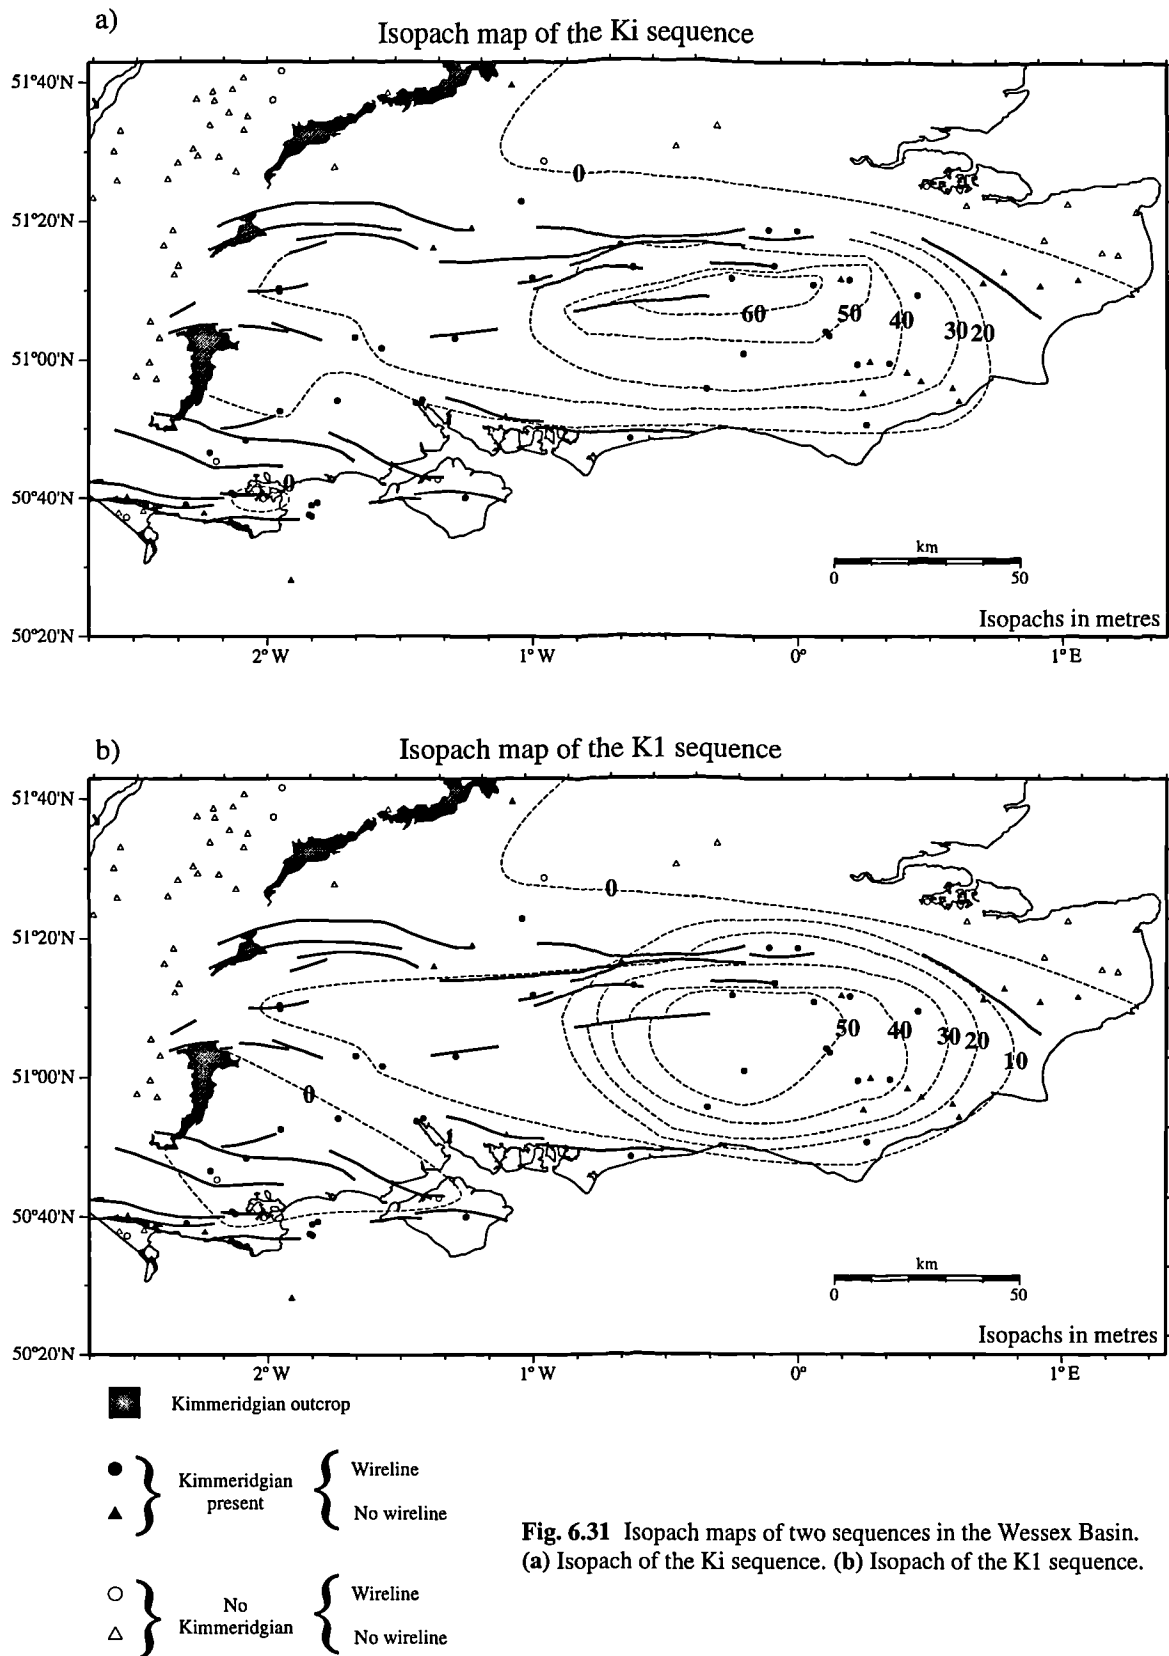 a)
Isopach map of the Ki sequence
51°40'N
51°20'N
51°00'N
50°40'N
50°20'N
0
60
50
40
30
20
0
km
0
50
Isopachs in metres
2°W
1°W
0°
1°E
b)
Isopach map of the K1 sequence
51°40'N
51°20'N
51°00'N
50°40'N
50°20'N
0
50
40
30
20
10
0
km
0
50
Isopachs in metres
2°W
1°W
0°
1°E
Kimmeridgian outcrop
Kimmeridgian
present
Wireline
No wireline
No
Kimmeridgian
Wireline
No wireline
Fig. 6.31 Isopach maps of two sequences in the Wessex Basin.
(a) Isopach of the Ki sequence. (b) Isopach of the K1 sequence.